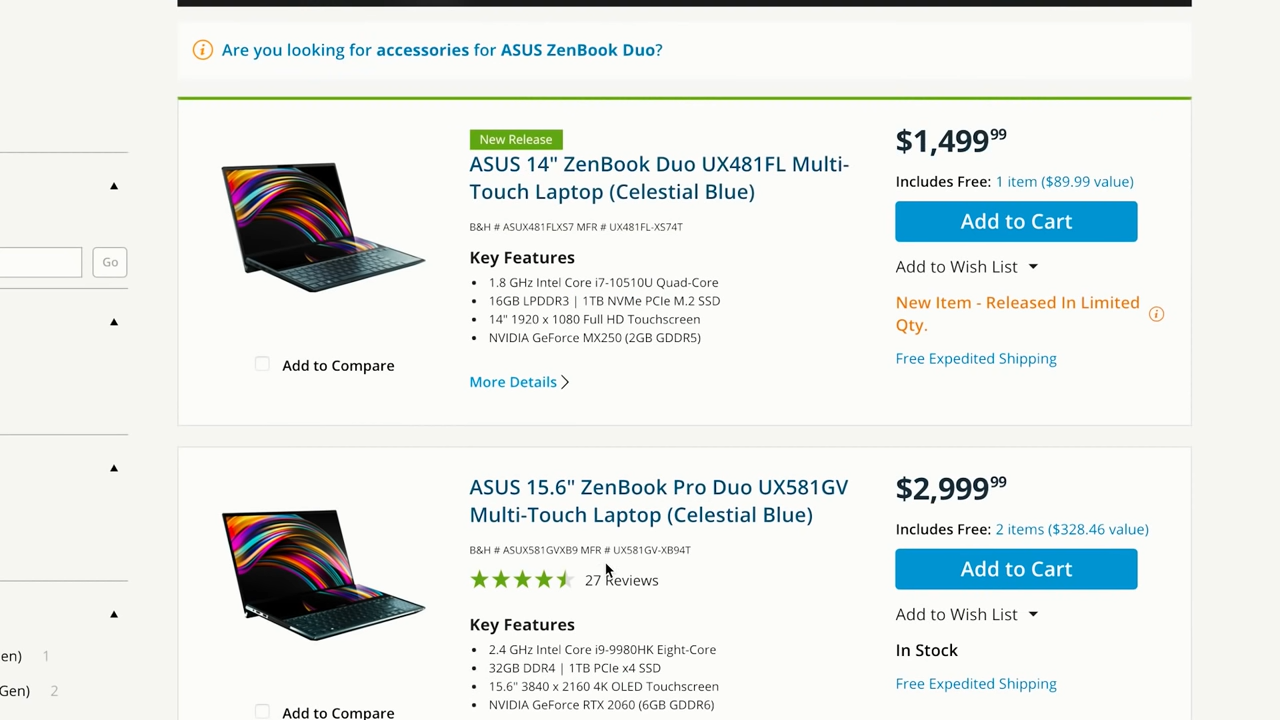 Are you looking for accessories for ASUS ZenBook Duo?
New Release
ASUS 14" ZenBook Duo UX481FL Multi-
Touch Laptop (Celestial Blue)
B&H # ASUX481FLXS7 MFR # UX481FL-XS74T
Key Features
1.8 GHz Intel Core i7-10510U Quad-Core
16GB LPDDR3 | 1TB NVMe PCIe M.2 SSD
14" 1920 x 1080 Full HD Touchscreen
NVIDIA GeForce MX250 (2GB GDDR5)
More Details
Add to Compare
$1,499 99
Includes Free: 1 item ($89.99 value)
Add to Cart
Add to Wish List
New Item - Released In Limited
Qty.
Free Expedited Shipping
Go
ASUS 15.6" ZenBook Pro Duo UX581GV
Multi-Touch Laptop (Celestial Blue)
B&H # ASUX581GVXB9 MFR # UX581GV-XB94T
27 Reviews
Key Features
2.4 GHz Intel Core i9-9980HK Eight-Core
32GB DDR4 | 1TB PCIe x4 SSD
15.6" 3840 x 2160 4K OLED Touchscreen
NVIDIA GeForce RTX 2060 (6GB GDDR6)
Add to Compare
$2,999 99
Includes Free: 2 items ($328.46 value)
Add to Cart
Add to Wish List
In Stock
Free Expedited Shipping
en) 1
Gen) 2